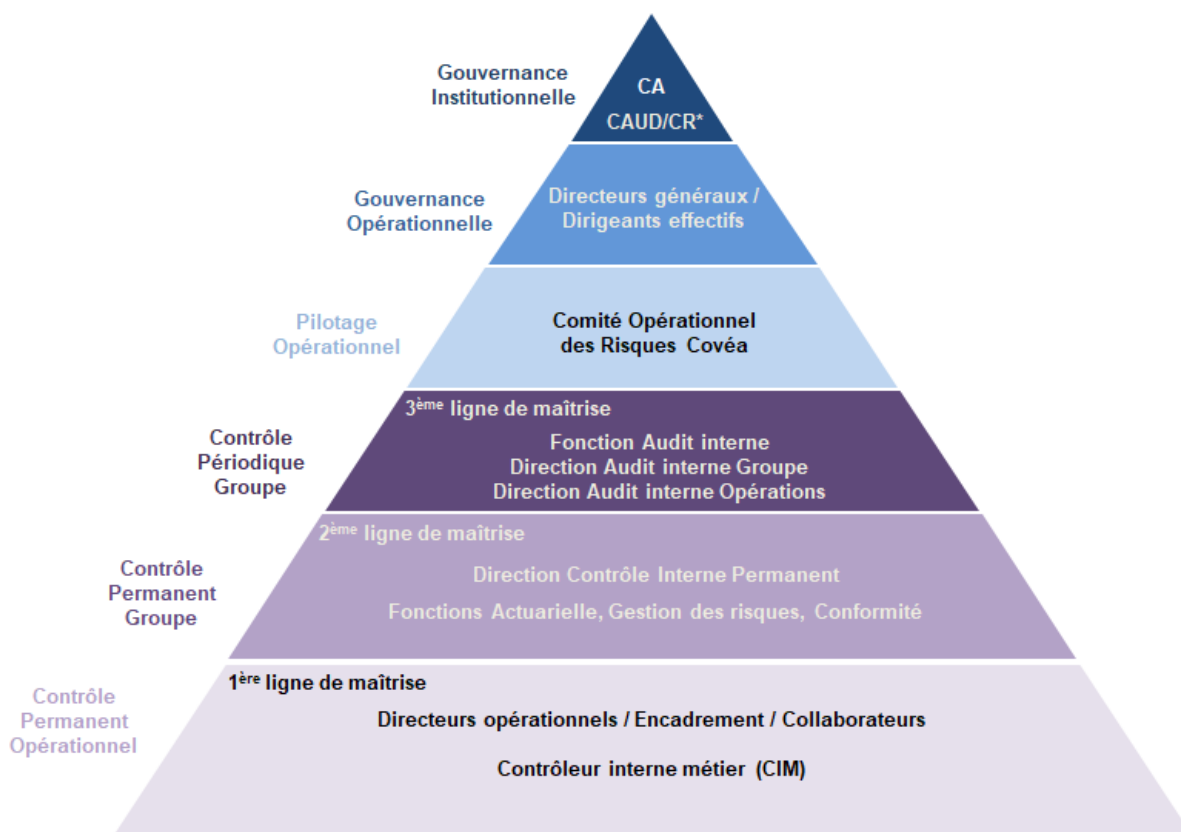 Gouvernance
Institutionnelle
CA
CAUD/CR*
Gouvernance
Opérationnelle
Directeurs généraux /
Dirigeants effectifs
Pilotage
Opérationnel
Comité Opérationnel
des Risques Covéa
Contrôle
Périodique
Groupe
3ème ligne de maîtrise
Fonction Audit interne
Direction Audit interne Groupe
Direction Audit interne Opérations
Contrôle
Permanent
Groupe
2ème ligne de maîtrise
Direction Contrôle Interne Permanent
Fonctions Actuarielle, Gestion des risques, Conformité
Contrôle
Permanent
Opérationnel
1ère ligne de maîtrise
Directeurs opérationnels / Encadrement / Collaborateurs
Contrôleur interne métier (CIM)